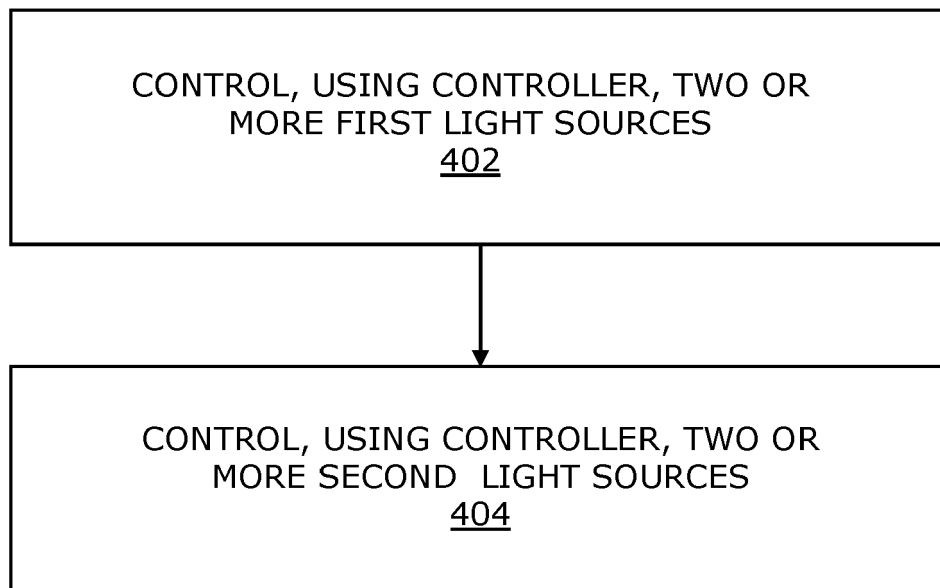 CONTROL, USING CONTROLLER, TWO OR
MORE FIRST LIGHT SOURCES
402
CONTROL, USING CONTROLLER, TWO OR
MORE SECOND  LIGHT SOURCES
404